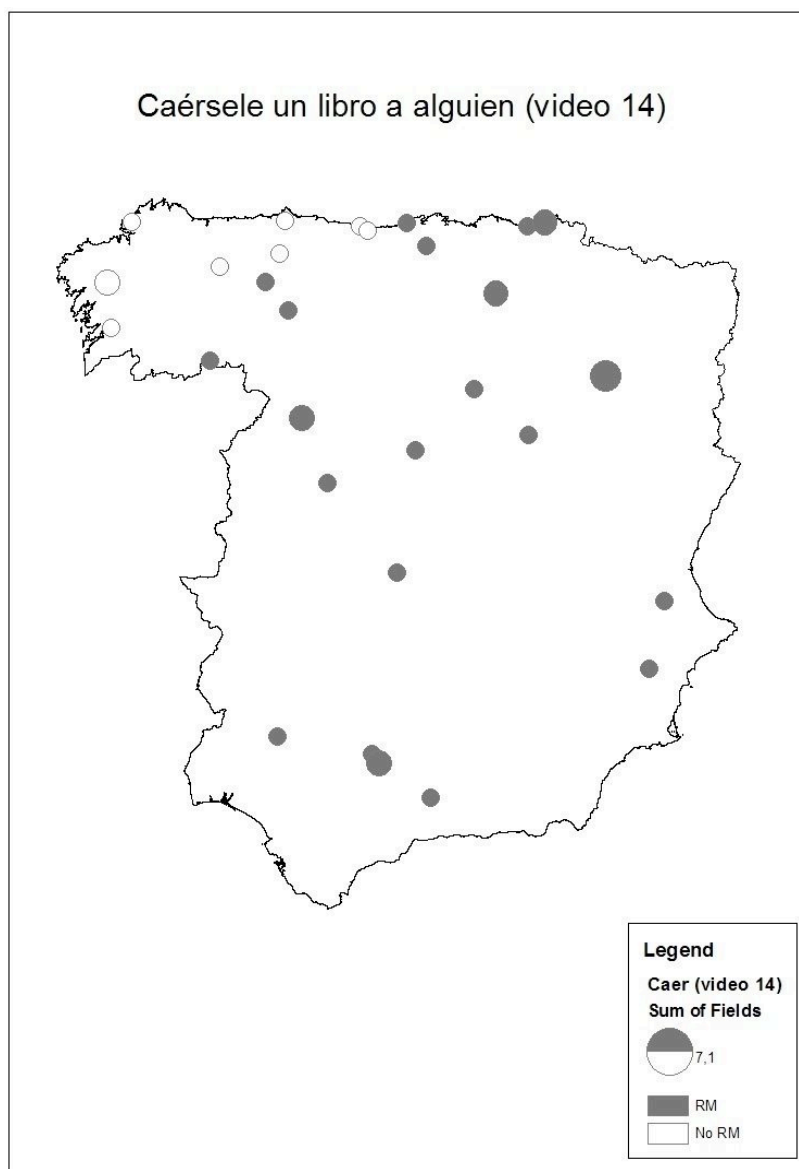 Caérsele un libro a alguien (video 14)
Legend
Caer (video 14)
Sum of Fields
7,1
RM
No RM